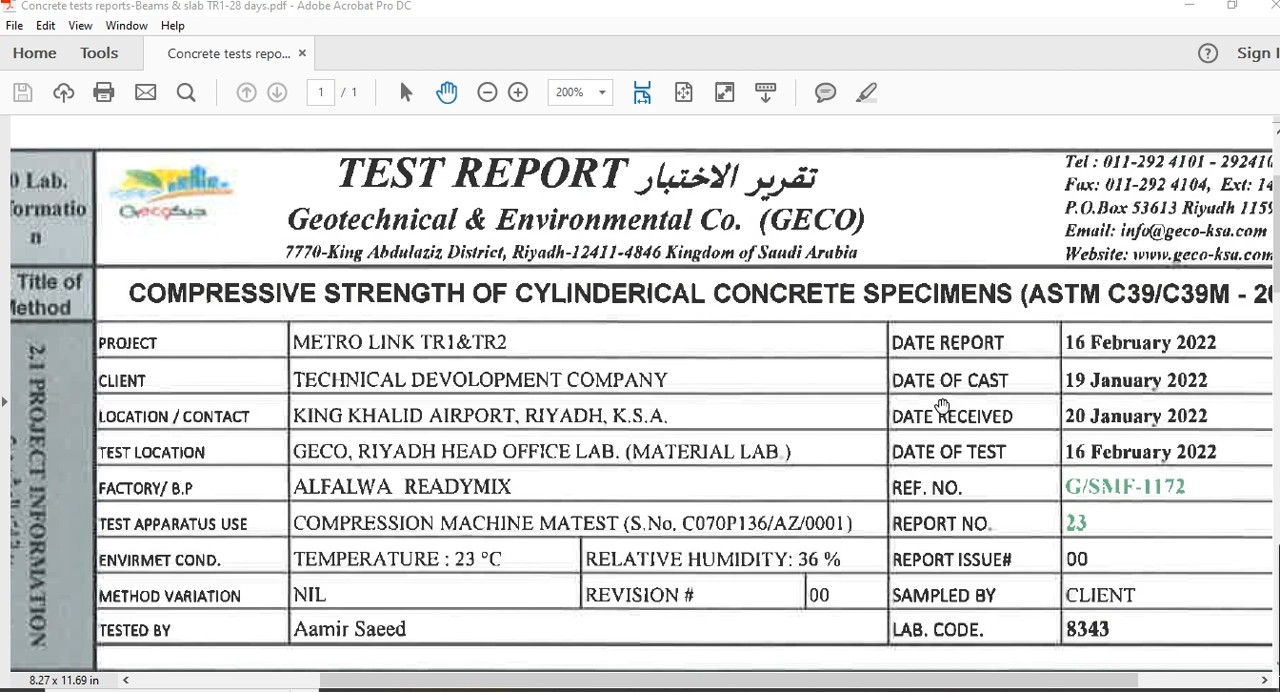 Concrete tests reports-Beams & slab TR1-28 days.pdf - Adobe Acrobat Pro DC
File Edit View Window Help
Home Tools Concrete tests repo... × Sign I
1 / 1 200%
0 Lab.
formatio
n
Gecoجيكو
TEST REPORT تقرير الاختبار
Geotechnical & Environmental Co. (GECO)
7770-King Abdulaziz District, Riyadh-12411-4846 Kingdom of Saudi Arabia
Tel : 011-292 4101 - 292410
Fax: 011-292 4104, Ext: 14
P.O.Box 53613 Riyadh 1159
Email: info@geco-ksa.com
Website: www.geco-ksa.com
Title of
Method
COMPRESSIVE STRENGTH OF CYLINDERICAL CONCRETE SPECIMENS (ASTM C39/C39M - 20
2.1 PROJECT INFORMATION
PROJECT METRO LINK TR1&TR2 DATE REPORT 16 February 2022
CLIENT TECHNICAL DEVOLOPMENT COMPANY DATE OF CAST 19 January 2022
LOCATION / CONTACT KING KHALID AIRPORT, RIYADH, K.S.A. DATE RECEIVED 20 January 2022
TEST LOCATION GECO, RIYADH HEAD OFFICE LAB. (MATERIAL LAB.) DATE OF TEST 16 February 2022
FACTORY/ B.P ALFALWA READYMIX REF. NO. G/SMF-1172
TEST APPARATUS USE COMPRESSION MACHINE MATEST (S.No. C070P136/AZ/0001) REPORT NO. 23
ENVIRMET COND. TEMPERATURE : 23 °C RELATIVE HUMIDITY: 36 % REPORT ISSUE# 00
METHOD VARIATION NIL REVISION # 00 SAMPLED BY CLIENT
TESTED BY Aamir Saeed LAB. CODE. 8343
8.27 x 11.69 in